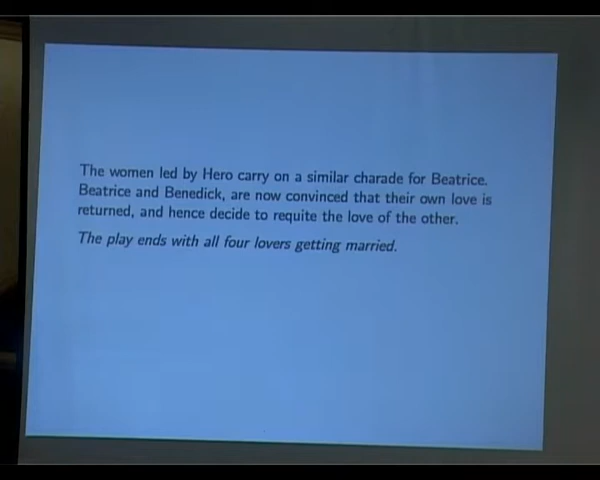 The women led by Hero carry on a similar charade for Beatrice.
Beatrice and Benedick, are now convinced that their own love is
returned, and hence decide to requite the love of the other.
The play ends with all four lovers getting married.